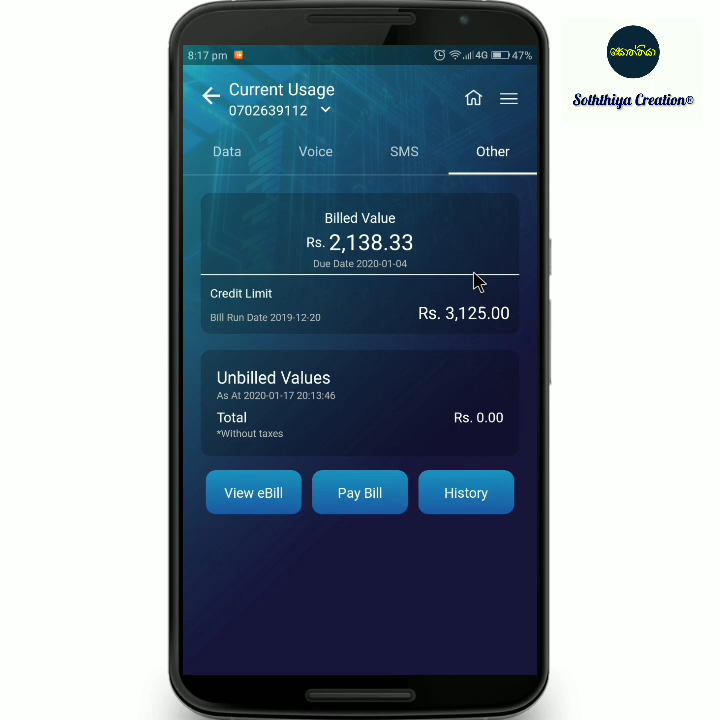 8:17 pm
4G 47%
සොත්තියා
Soththiya Creation®
Current Usage
0702639112
Data Voice SMS Other
Billed Value
Rs. 2,138.33
Due Date 2020-01-04
Credit Limit
Bill Run Date 2019-12-20
Rs. 3,125.00
Unbilled Values
As At 2020-01-17 20:13:46
Total Rs. 0.00
*Without taxes
View eBill Pay Bill History